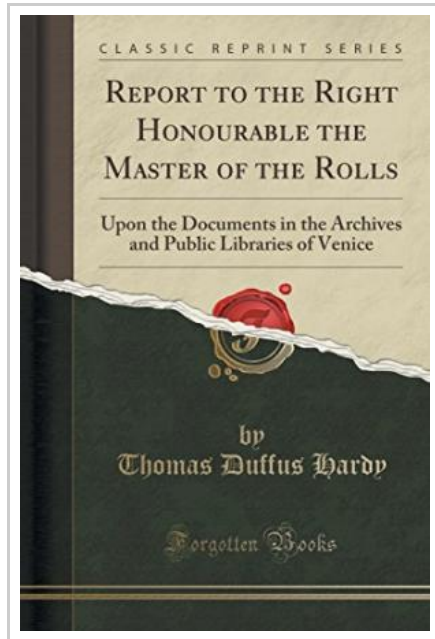 CLASSIC REPRINT SERIES
REPORT TO THE RIGHT
HONOURABLE THE
MASTER OF THE ROLLS
Upon the Documents in the Archives
and Public Libraries of Venice
by
Thomas Duffus Hardy
Forgotten Books